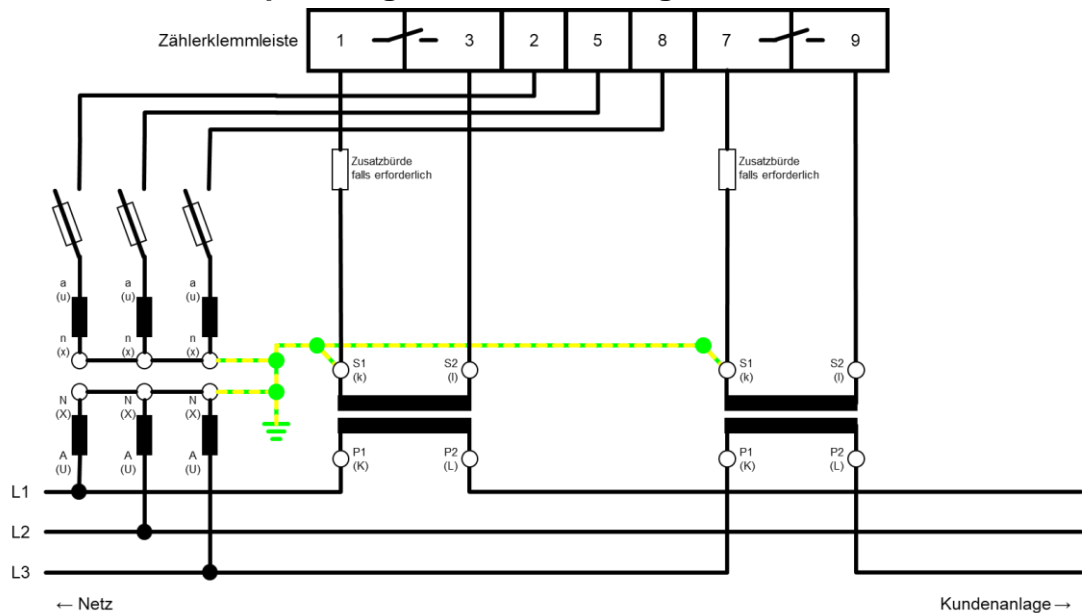 Zählerklemmleiste 1 3 2 5 8 7 9
Zusatzbürde
falls erforderlich
Zusatzbürde
falls erforderlich
a
(u)
a
(u)
a
(u)
n
(x)
n
(x)
n
(x)
S1
(k)
S2
(l)
S1
(k)
S2
(l)
N
(X)
N
(X)
N
(X)
A
(U)
A
(U)
A
(U)
P1
(K)
P2
(L)
P1
(K)
P2
(L)
L1
L2
L3
← Netz
Kundenanlage →